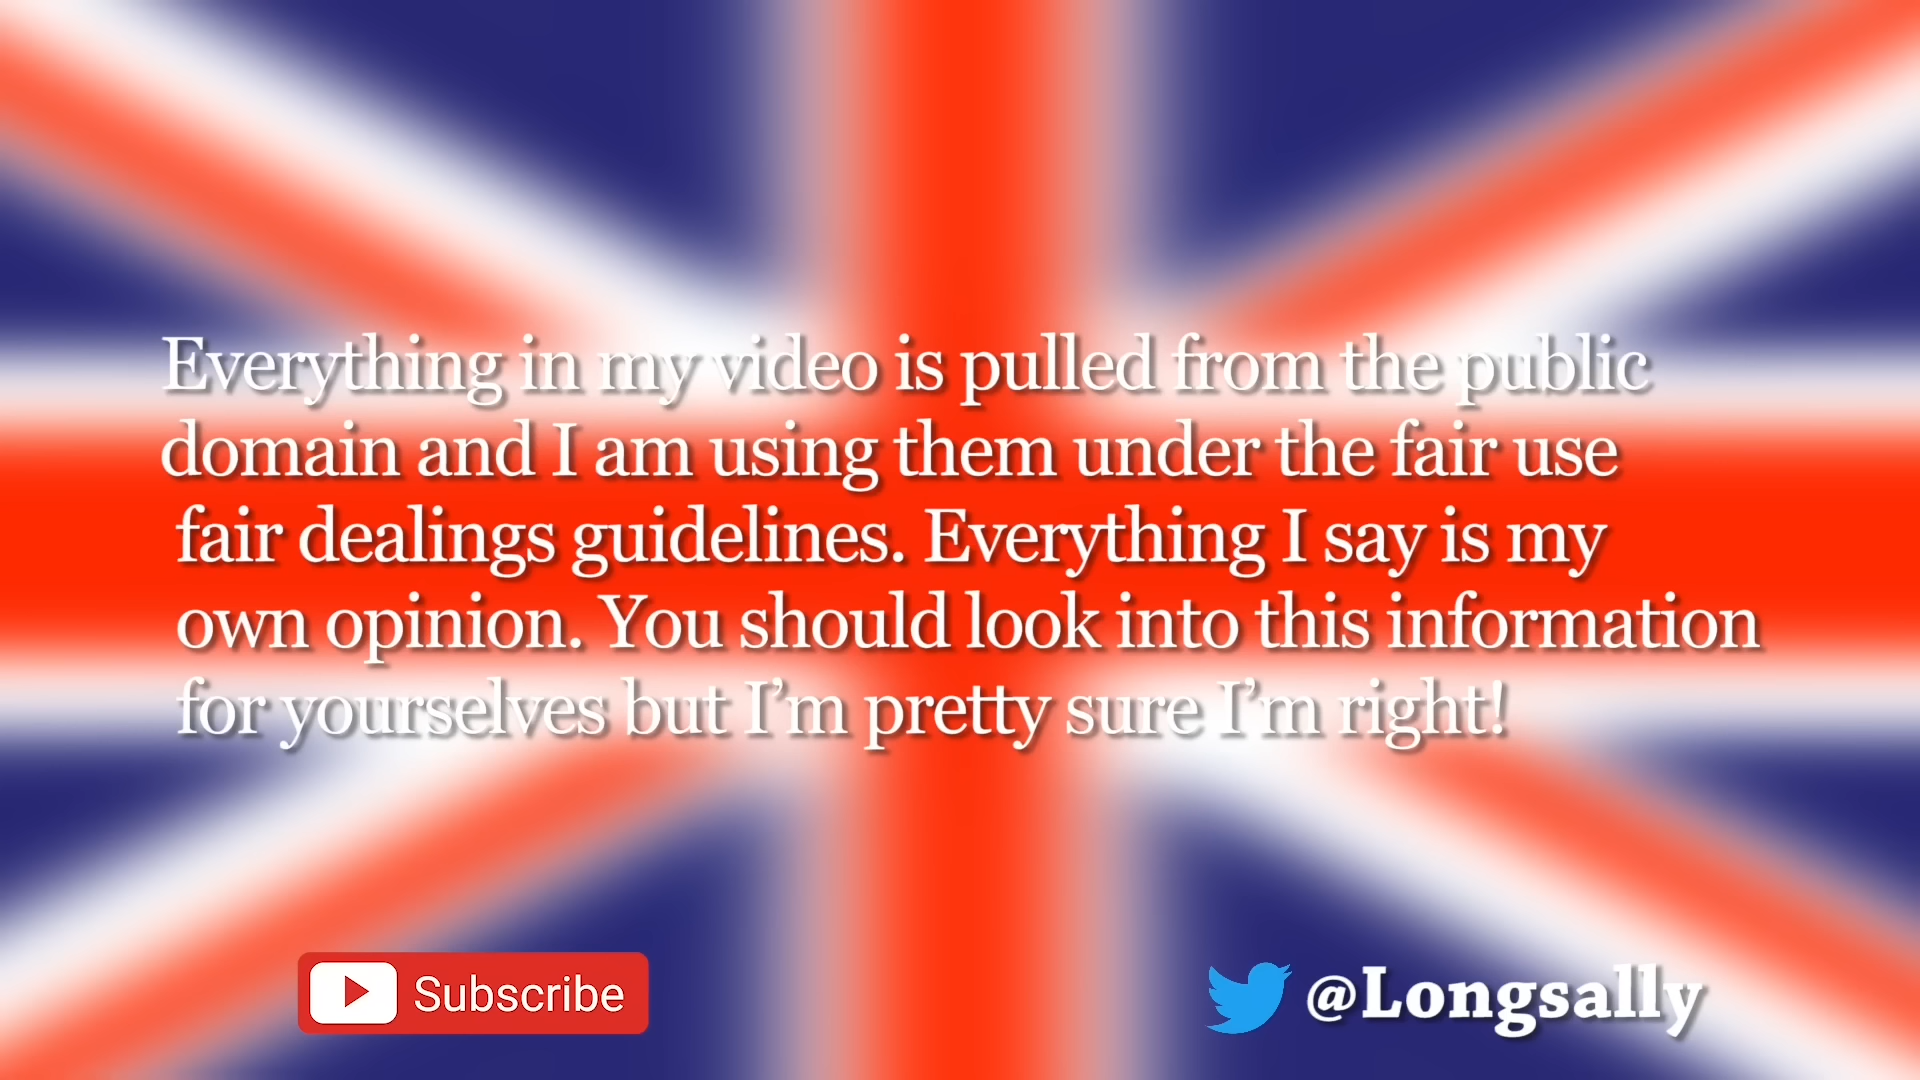 Everything in my video is pulled from the public
domain and I am using them under the fair use
fair dealings guidelines. Everything I say is my
own opinion. You should look into this information
for yourselves but I’m pretty sure I’m right!
Subscribe
@Longsally